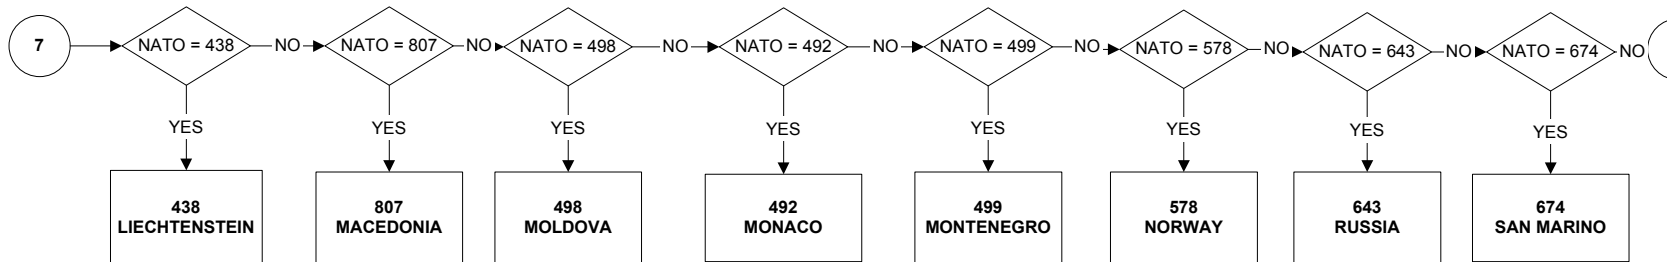 7
NATO = 438
NO
NATO = 807
NO
NATO = 498
NO
NATO = 492
NO
NATO = 499
NO
NATO = 578
NO
NATO = 643
NO
NATO = 674
NO
YES
YES
YES
YES
YES
YES
YES
YES
438
LIECHTENSTEIN
807
MACEDONIA
498
MOLDOVA
492
MONACO
499
MONTENEGRO
578
NORWAY
643
RUSSIA
674
SAN MARINO